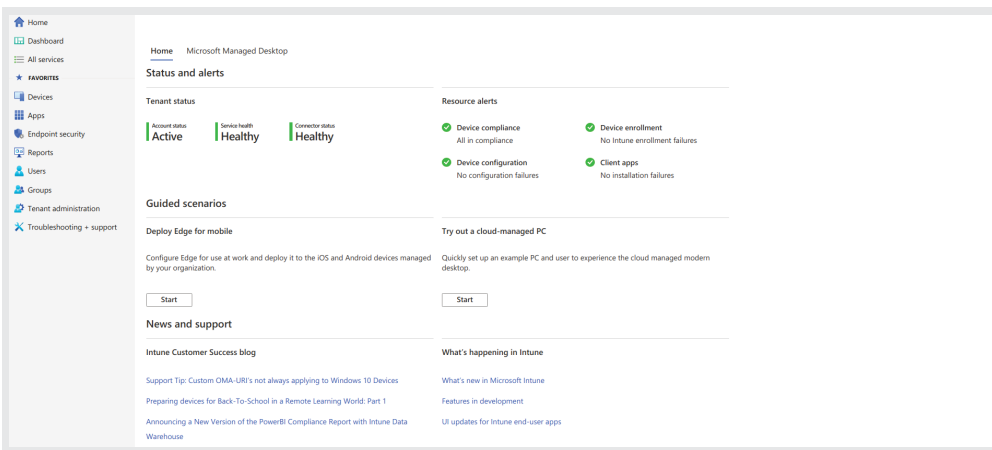 Home
Dashboard
All services
FAVORITES
Devices
Apps
Endpoint security
Reports
Users
Groups
Tenant administration
Troubleshooting + support
Home Microsoft Managed Desktop
Status and alerts
Tenant status
Account status
Active
Service health
Healthy
Connector status
Healthy
Resource alerts
Device compliance
All in compliance
Device enrollment
No Intune enrollment failures
Device configuration
No configuration failures
Client apps
No installation failures
Guided scenarios
Deploy Edge for mobile
Configure Edge for use at work and deploy it to the iOS and Android devices managed
by your organization.
Start
Try out a cloud-managed PC
Quickly set up an example PC and user to experience the cloud managed modern
desktop.
Start
News and support
Intune Customer Success blog
Support Tip: Custom OMA-URI's not always applying to Windows 10 Devices
Preparing devices for Back-To-School in a Remote Learning World: Part 1
Announcing a New Version of the PowerBI Compliance Report with Intune Data
Warehouse
What's happening in Intune
What's new in Microsoft Intune
Features in development
UI updates for Intune end-user apps